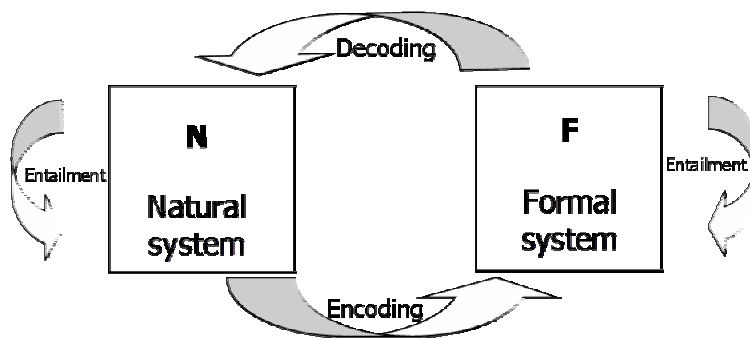 Decoding
N
F
Entailment
Entailment
Natural
system
Formal
system
Encoding